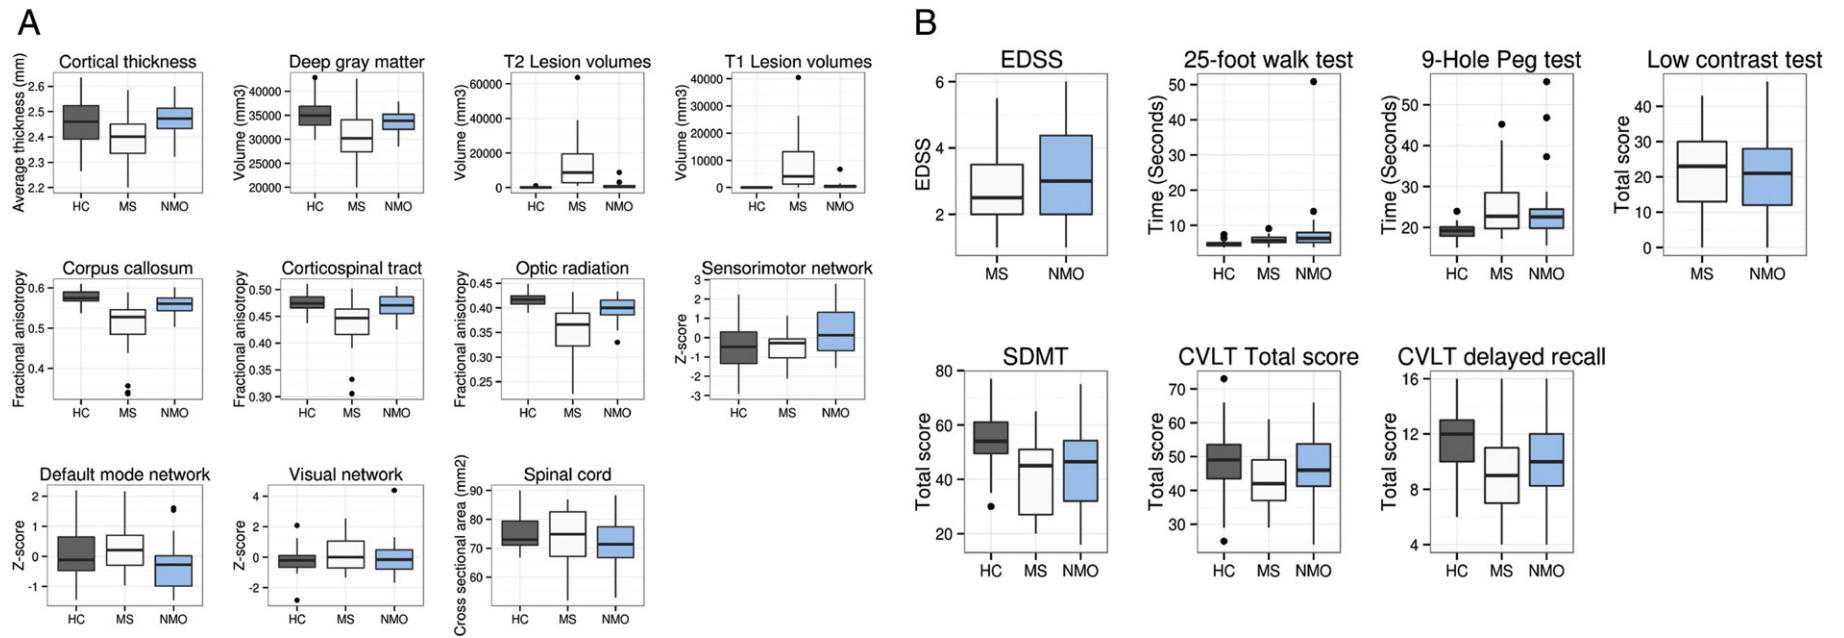 A
Cortical thickness
Average thickness (mm)
2.6
2.5
2.4
2.3
2.2
HC MS NMO
Deep gray matter
Volume (mm3)
40000
35000
30000
25000
20000
HC MS NMO
T2 Lesion volumes
Volume (mm3)
60000
40000
20000
0
HC MS NMO
T1 Lesion volumes
Volume (mm3)
40000
30000
20000
10000
0
HC MS NMO
Corpus callosum
Fractional anisotropy
0.6
0.5
0.4
HC MS NMO
Corticospinal tract
Fractional anisotropy
0.50
0.45
0.40
0.35
0.30
HC MS NMO
Optic radiation
Fractional anisotropy
0.45
0.40
0.35
0.30
0.25
HC MS NMO
Sensorimotor network
Z-score
3
2
1
0
-1
-2
-3
HC MS NMO
Default mode network
Z-score
2
1
0
-1
HC MS NMO
Visual network
Z-score
4
2
0
-2
HC MS NMO
Spinal cord
Cross sectional area (mm2)
90
80
70
60
HC MS NMO
B
EDSS
EDSS
6
4
2
MS NMO
25-foot walk test
Time (Seconds)
50
40
30
20
10
HC MS NMO
9-Hole Peg test
Time (Seconds)
50
40
30
20
HC MS NMO
Low contrast test
Total score
40
30
20
10
0
MS NMO
SDMT
Total score
80
60
40
20
HC MS NMO
CVLT Total score
Total score
70
60
50
40
30
HC MS NMO
CVLT delayed recall
Total score
16
12
8
4
HC MS NMO